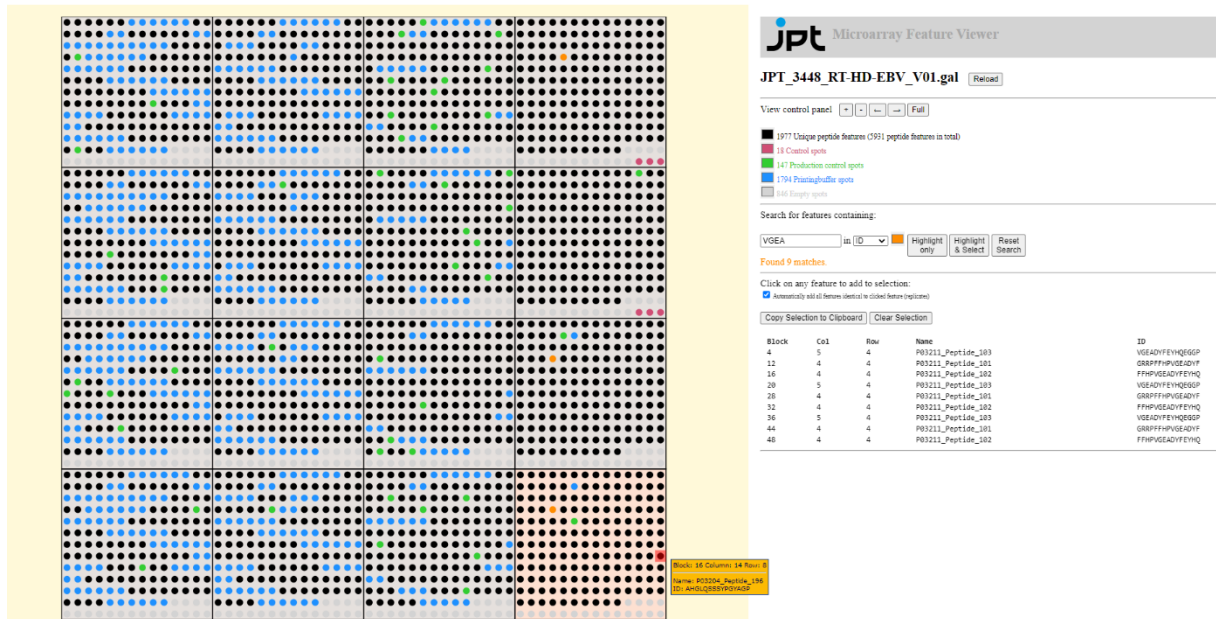 jpt Microarray Feature Viewer
JPT_3448_RT-HD-EBV_V01.gal Reload
View control panel + - ← → Full
1977 Unique peptide features (5931 peptide features in total)
18 Control spots
147 Production control spots
1794 Printingbuffer spots
846 Empty spots
Search for features containing:
VGEA in ID Highlight only Highlight & Select Reset Search
Found 9 matches
Click on any feature to add to selection:
Automatically add all features identical to clicked feature (replicates)
Copy Selection to Clipboard Clear Selection
Block Col Row Name ID
4 5 4 P03211_Peptide_103 VGEADYFEYHQEGGP
12 4 4 P03211_Peptide_101 GRRPFFHPVGEADYF
16 4 4 P03211_Peptide_102 FFHPVGEADYFEYHQ
20 5 4 P03211_Peptide_103 VGEADYFEYHQEGGP
28 4 4 P03211_Peptide_101 GRRPFFHPVGEADYF
32 4 4 P03211_Peptide_102 FFHPVGEADYFEYHQ
36 5 4 P03211_Peptide_103 VGEADYFEYHQEGGP
44 4 4 P03211_Peptide_101 GRRPFFHPVGEADYF
48 4 4 P03211_Peptide_102 FFHPVGEADYFEYHQ
Block: 16 Column: 14 Row: 8
Name: P03204_Peptide_196
ID: AHGLQSSSYPGYAGP